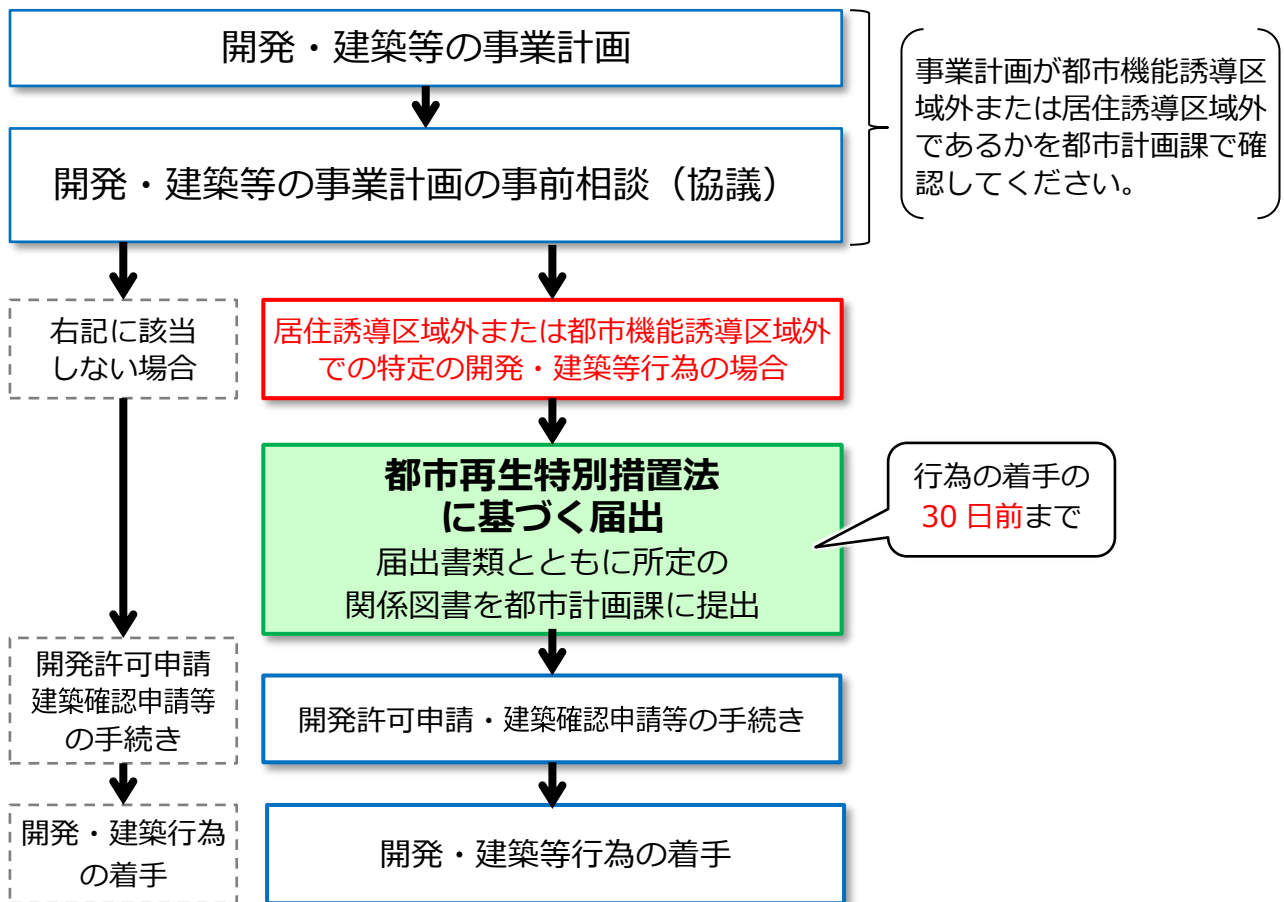 開発・建築等の事業計画
事業計画が都市機能誘導区
域外または居住誘導区域外
であるかを都市計画課で確
認してください。
開発・建築等の事業計画の事前相談（協議）
右記に該当
しない場合
居住誘導区域外または都市機能誘導区域外
での特定の開発・建築等行為の場合
都市再生特別措置法
に基づく届出
届出書類とともに所定の
関係図書を都市計画課に提出
行為の着手の
30 日前まで
開発許可申請
建築確認申請等
の手続き
開発許可申請・建築確認申請等の手続き
開発・建築行為
の着手
開発・建築等行為の着手